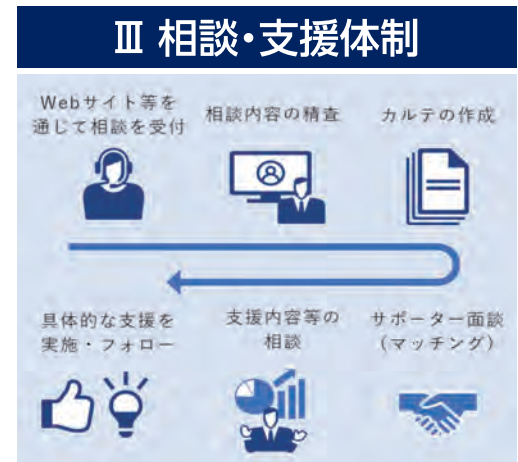 Ⅲ 相談・支援体制
Webサイト等を
通して相談を受付
相談内容の精査
カルテの作成
サポーター面談
(マッチング)
支援内容等の
相談
具体的な支援を
実施・フォロー